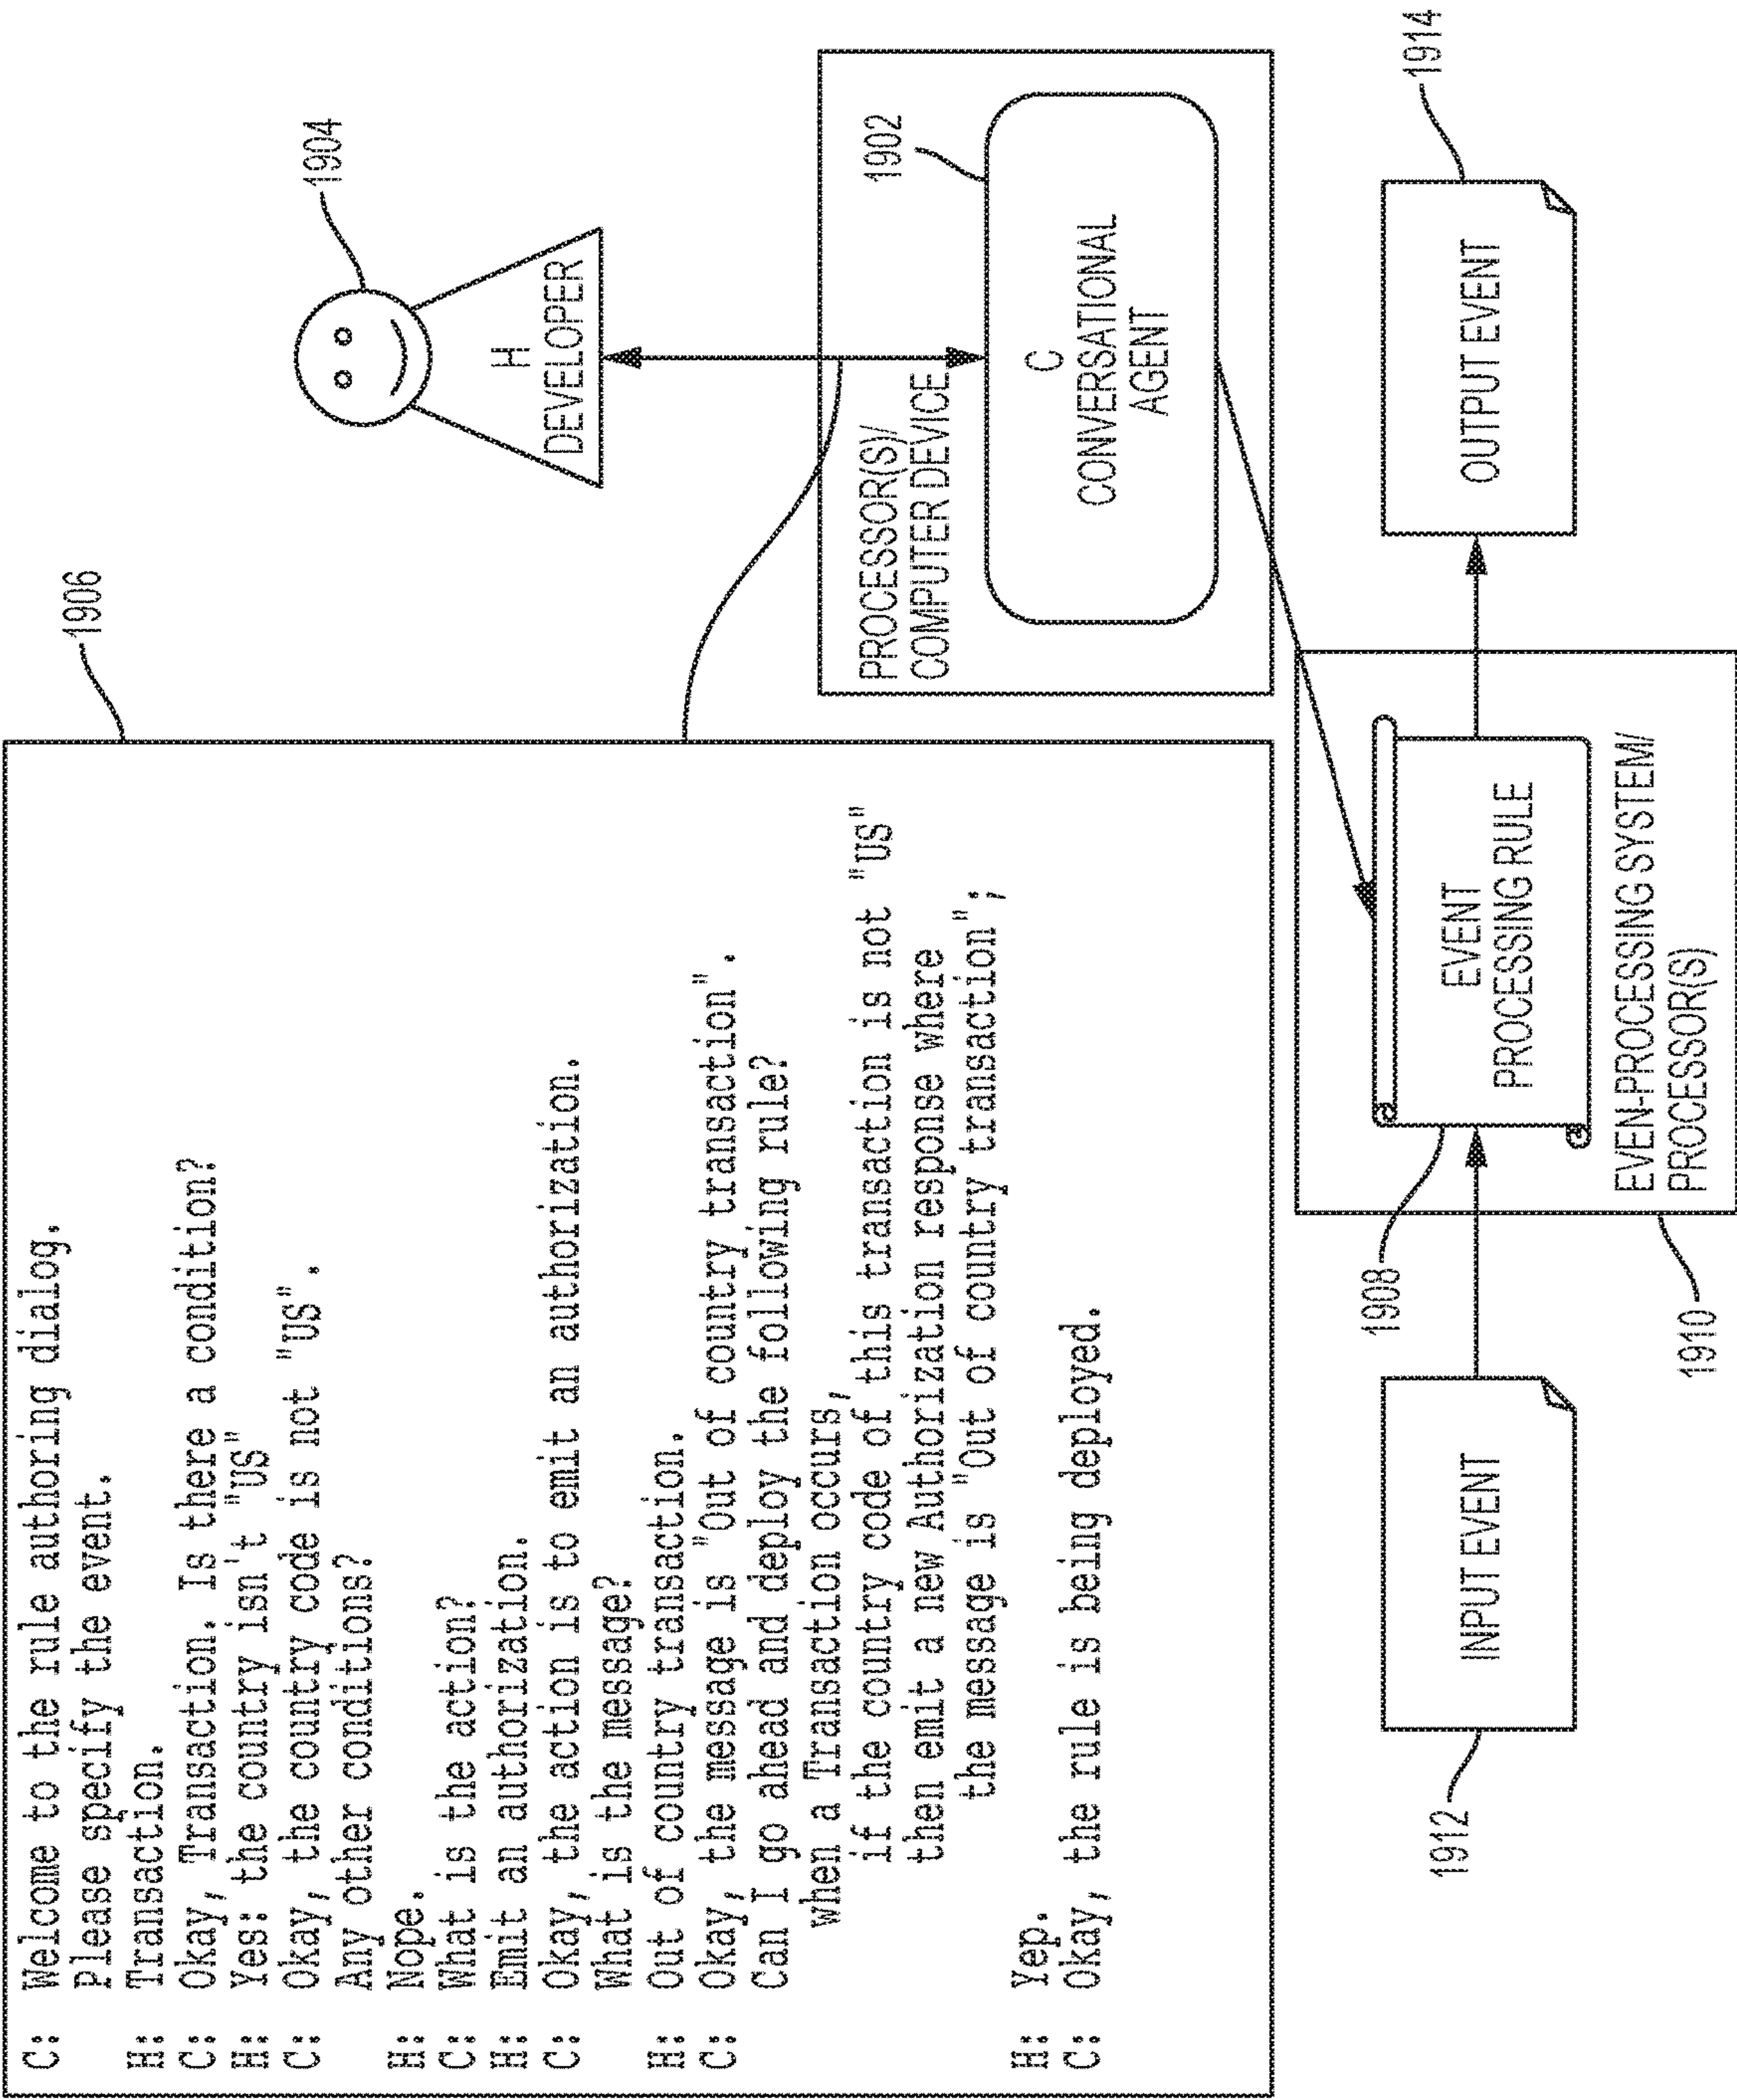 1906
C: Welcome to the rule authoring dialog.
Please specify the event.
H: Transaction.
C: Okay, Transaction. Is there a condition?
H: Yes: the country isn't "US"
C: Okay, the country code is not "US".
Any other conditions?
H: Nope.
C: What is the action?
H: Emit an authorization.
C: Okay, the action is to emit an authorization.
What is the message?
H: Out of country transaction.
C: Okay, the message is "Out of country transaction".
Can I go ahead and deploy the following rule?
when a Transaction occurs,
if the country code of this transaction is not "US"
then emit a new Authorization response where
the message is "Out of country transaction";
H: Yep.
C: Okay, the rule is being deployed.
1904
H
DEVELOPER
PROCESSOR(S)/
COMPUTER DEVICE
1902
C
CONVERSATIONAL
AGENT
1912
INPUT EVENT
1908
EVENT
PROCESSING RULE
EVEN-PROCESSING SYSTEM/
PROCESSOR(S)
1910
OUTPUT EVENT
1914